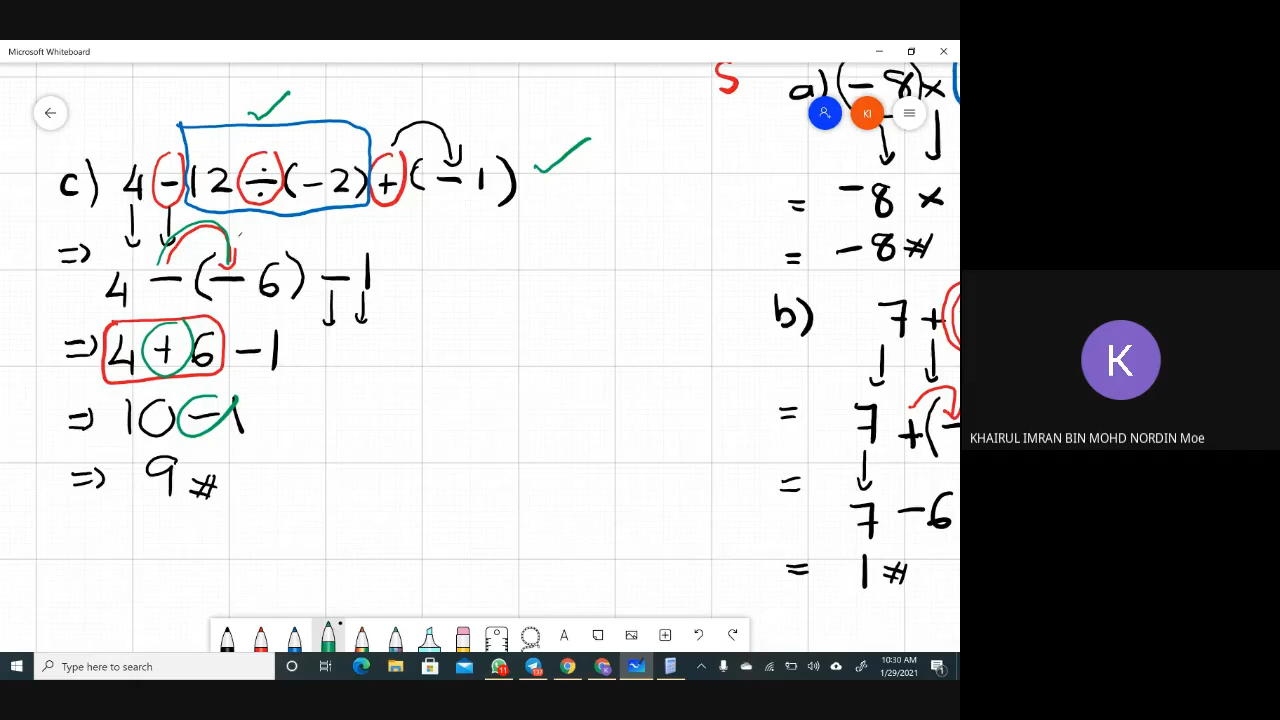 Microsoft Whiteboard
c) 4 - 12 ÷ (-2) + (-1)
=> 4 - (-6) - 1
=> 4 + 6 - 1
=> 10 - 1
=> 9 #
a) (-8) x
= -8 x
= -8 #
b) 7 +
= 7 + (-
= 7 - 6
= 1 #
KI
K
KHAIRUL IMRAN BIN MOHD NORDIN Moe
A
Type here to search
10:30 AM
1/29/2021